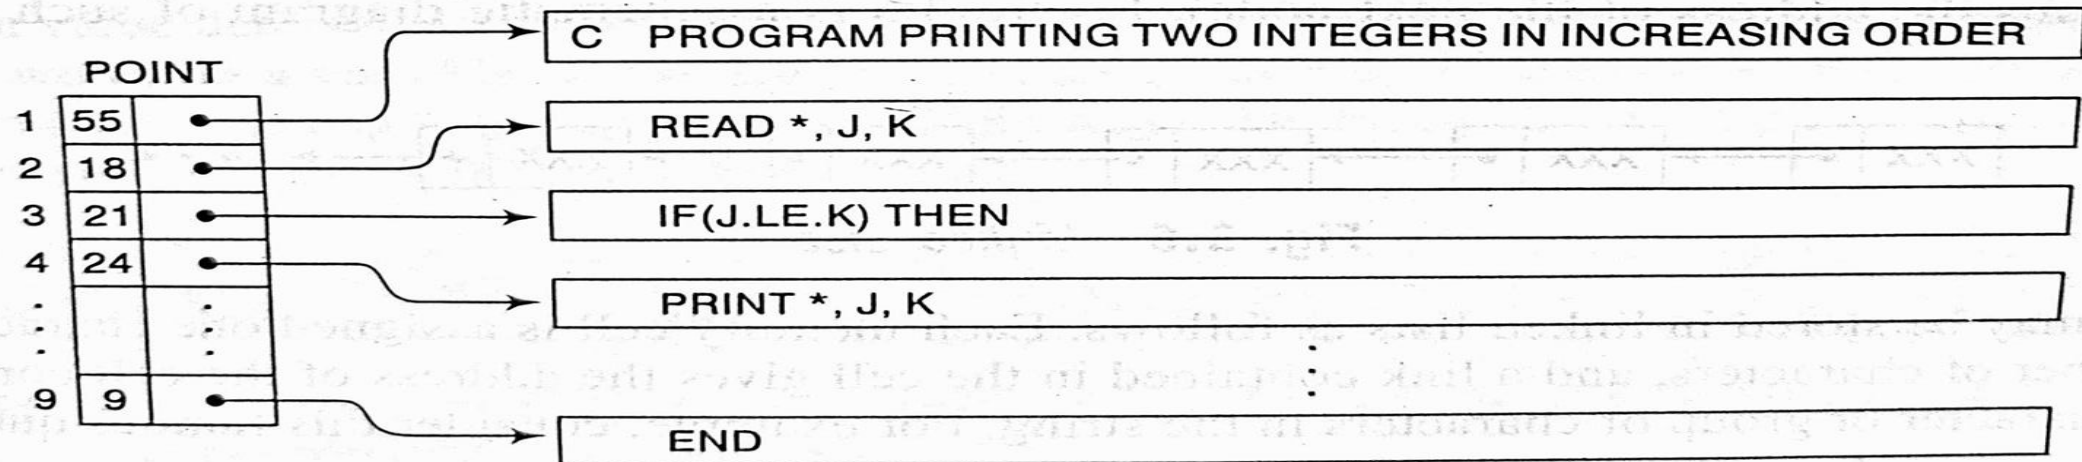 C PROGRAM PRINTING TWO INTEGERS IN INCREASING ORDER
POINT
1 55
READ *, J, K
2 18
3 21
IF(J.LE.K) THEN
4 24
PRINT *, J, K
9 9
END